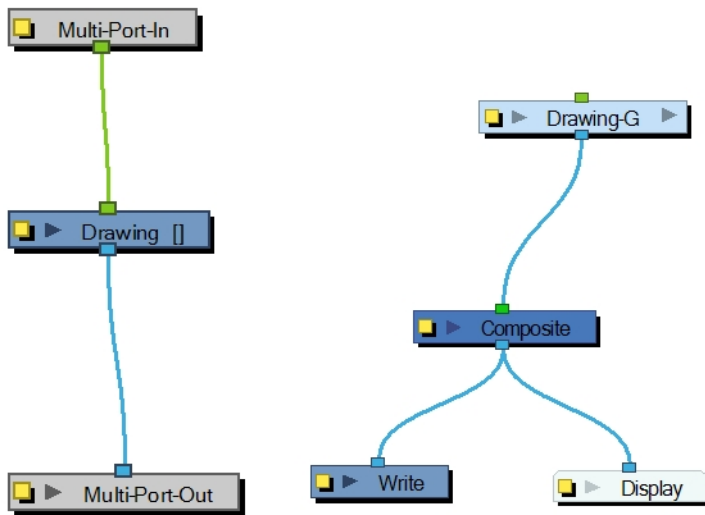 Multi-Port-In
Drawing []
Multi-Port-Out
Drawing-G
Composite
Write
Display